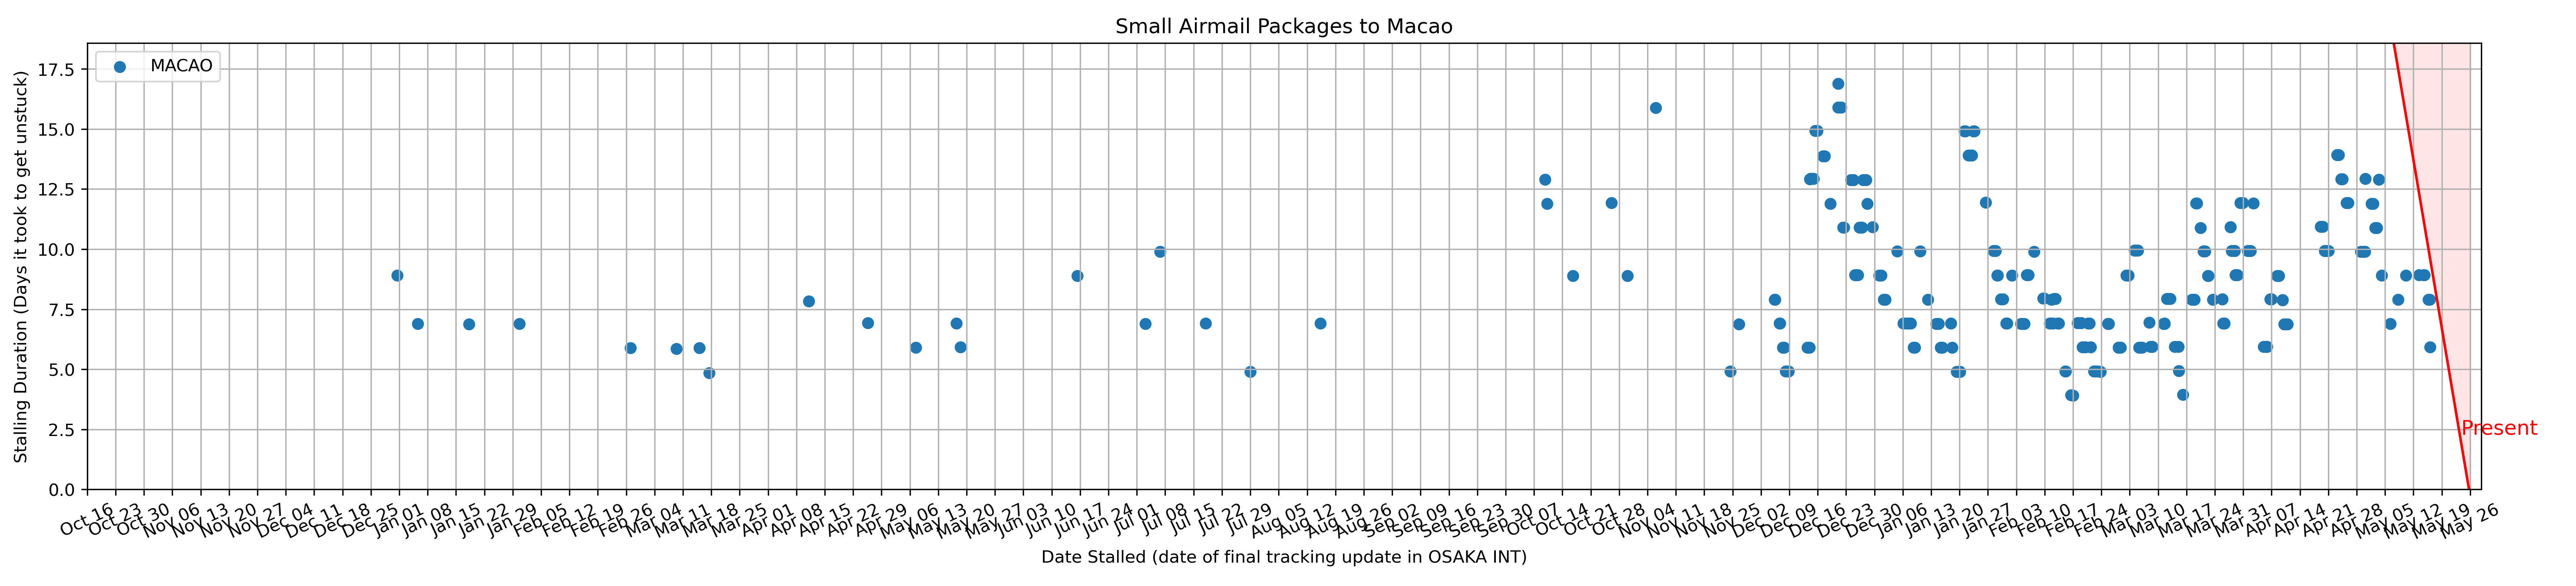 Small Airmail Packages to Macao
MACAO
17.5
15.0
12.5
10.0
7.5
5.0
2.5
0.0
Stalling Duration (Days it took to get unstuck)
Present
Oct 16
Oct 23
Oct 30
Nov 06
Nov 13
Nov 20
Nov 27
Dec 04
Dec 11
Dec 18
Dec 25
Jan 01
Jan 08
Jan 15
Jan 22
Jan 29
Feb 05
Feb 12
Feb 19
Feb 26
Mar 04
Mar 11
Mar 18
Mar 25
Apr 01
Apr 08
Apr 15
Apr 22
Apr 29
May 06
May 13
May 20
May 27
Jun 03
Jun 10
Jun 17
Jun 24
Jul 01
Jul 08
Jul 15
Jul 22
Jul 29
Aug 05
Aug 12
Aug 19
Aug 26
Sep 02
Sep 09
Sep 16
Sep 23
Sep 30
Oct 07
Oct 14
Oct 21
Oct 28
Nov 04
Nov 11
Nov 18
Nov 25
Dec 02
Dec 09
Dec 16
Dec 23
Dec 30
Jan 06
Jan 13
Jan 20
Jan 27
Feb 03
Feb 10
Feb 17
Feb 24
Mar 03
Mar 10
Mar 17
Mar 24
Mar 31
Apr 07
Apr 14
Apr 21
Apr 28
May 05
May 12
May 19
May 26
Date Stalled (date of final tracking update in OSAKA INT)